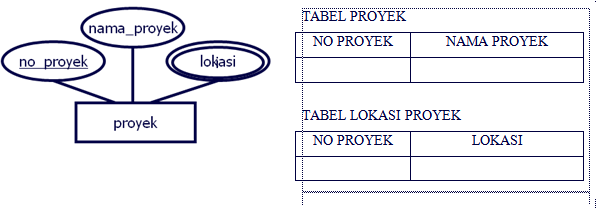 nama_proyek
no_proyek
lokasi
proyek
TABEL PROYEK
NO PROYEK NAMA PROYEK
TABEL LOKASI PROYEK
NO PROYEK LOKASI